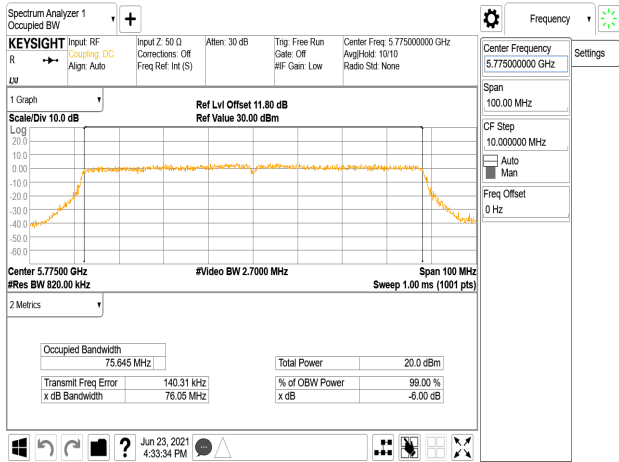 Spectrum Analyzer 1
Occupied BW
+
Frequency
KEYSIGHT
R
LXI
Input: RF
Coupling: DC
Align: Auto
Input Z: 50 Ω
Corrections: Off
Freq Ref: Int (S)
Atten: 30 dB
Trig: Free Run
Gate: Off
#IF Gain: Low
Center Freq: 5.775000000 GHz
Avg|Hold: 10/10
Radio Std: None
Center Frequency
5.775000000 GHz
Settings
Span
100.00 MHz
CF Step
10.000000 MHz
Auto
Man
Freq Offset
0 Hz
1 Graph
Scale/Div 10.0 dB
Ref Lvl Offset 11.80 dB
Ref Value 30.00 dBm
Log
20.0
10.0
0.00
-10.0
-20.0
-30.0
-40.0
-50.0
-60.0
Center 5.77500 GHz
#Video BW 2.7000 MHz
Span 100 MHz
#Res BW 820.00 kHz
Sweep 1.00 ms (1001 pts)
2 Metrics
Occupied Bandwidth
75.645 MHz
Total Power 20.0 dBm
Transmit Freq Error 140.31 kHz
% of OBW Power 99.00 %
x dB Bandwidth 76.05 MHz
x dB -6.00 dB
?
Jun 23, 2021
4:33:34 PM